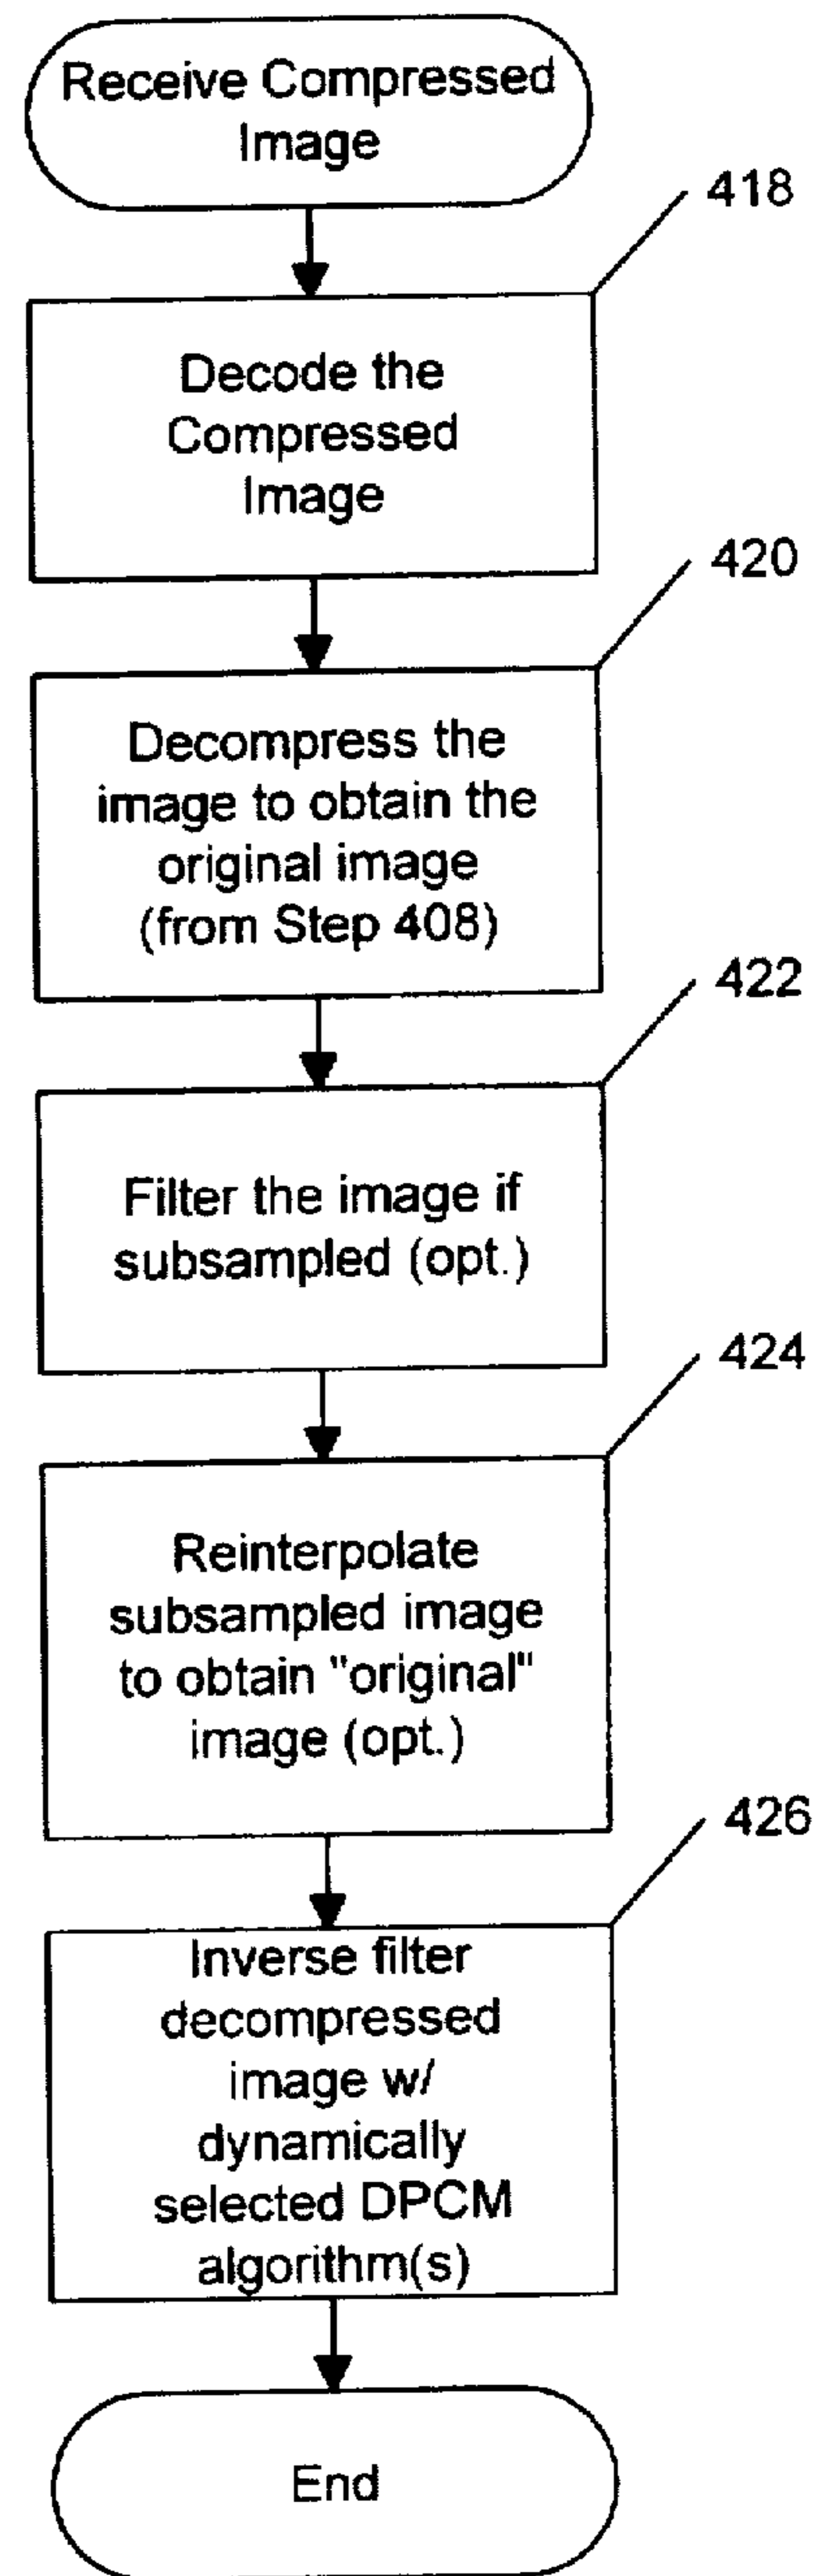 Receive Compressed
Image
418
Decode the
Compressed
Image
420
Decompress the
image to obtain the
original image
(from Step 408)
422
Filter the image if
subsampled (opt.)
424
Reinterpolate
subsampled image
to obtain "original"
image (opt.)
426
Inverse filter
decompressed
image w/
dynamically
selected DPCM
algorithm(s)
End